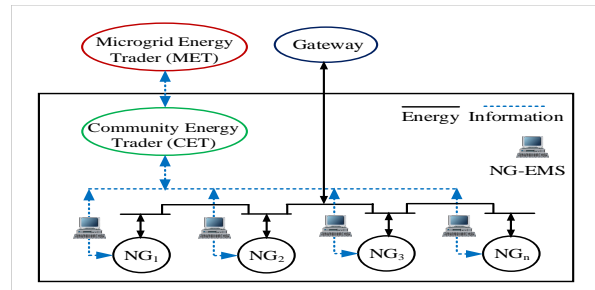 Microgrid Energy
Trader (MET)
Gateway
Community Energy
Trader (CET)
Energy Information
NG-EMS
NG₁
NG₂
NG₃
NGₙ